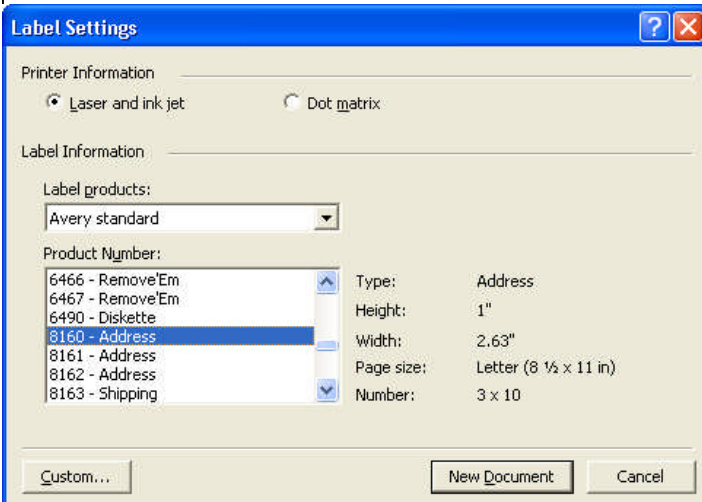 Label Settings
Printer Information
Laser and ink jet
Dot matrix
Label Information
Label products:
Avery standard
Product Number:
6466 - Remove'Em
6467 - Remove'Em
6490 - Diskette
8160 - Address
8161 - Address
8162 - Address
8163 - Shipping
Type: Address
Height: 1"
Width: 2.63"
Page size: Letter (8 ½ x 11 in)
Number: 3 x 10
Custom... New Document Cancel